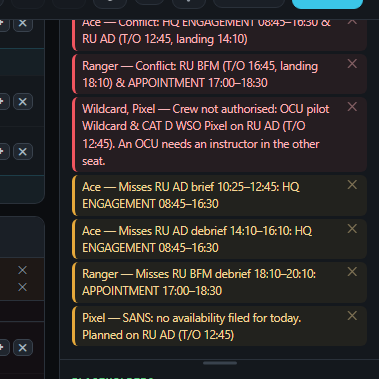 Ace — Conflict: HQ ENGAGEMENT 08:45–16:30 &
RU AD (T/O 12:45, landing 14:10)
Ranger — Conflict: RU BFM (T/O 16:45, landing
18:10) & APPOINTMENT 17:00–18:30
Wildcard, Pixel — Crew not authorised: OCU pilot
Wildcard & CAT D WSO Pixel on RU AD (T/O
12:45). An OCU needs an instructor in the other
seat.
Ace — Misses RU AD brief 10:25–12:45: HQ
ENGAGEMENT 08:45–16:30
Ace — Misses RU AD debrief 14:10–16:10: HQ
ENGAGEMENT 08:45–16:30
Ranger — Misses RU BFM debrief 18:10–20:10:
APPOINTMENT 17:00–18:30
Pixel — SANS: no availability filed for today.
Planned on RU AD (T/O 12:45)